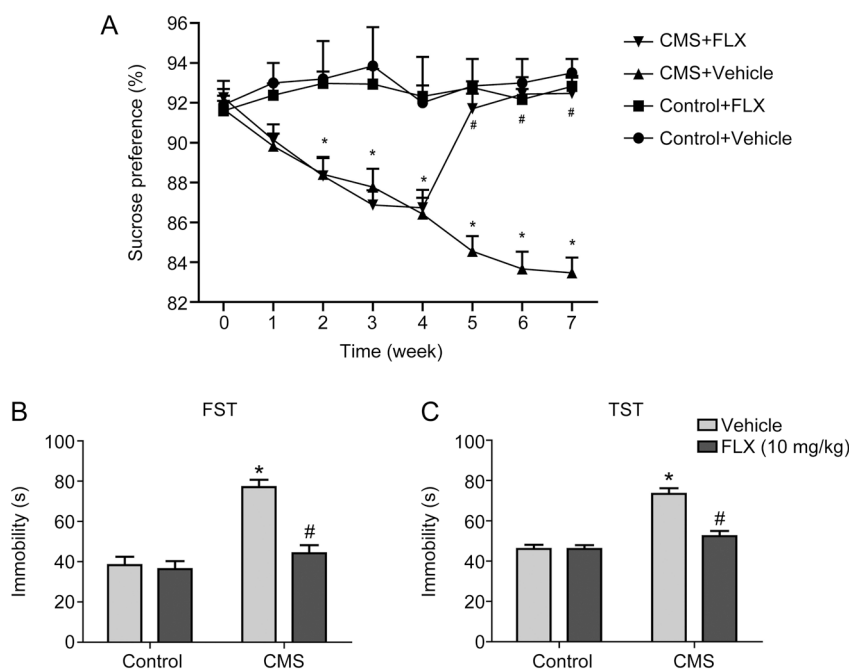 A
Sucrose preference (%)
96
94
92
90
88
86
84
82
* * * * * *
# # #
0 1 2 3 4 5 6 7
Time (week)
CMS+FLX
CMS+Vehicle
Control+FLX
Control+Vehicle
B
FST
Immobility (s)
100
80
60
40
20
0
*
#
Control CMS
C
TST
Immobility (s)
100
80
60
40
20
0
*
#
Control CMS
Vehicle
FLX (10 mg/kg)